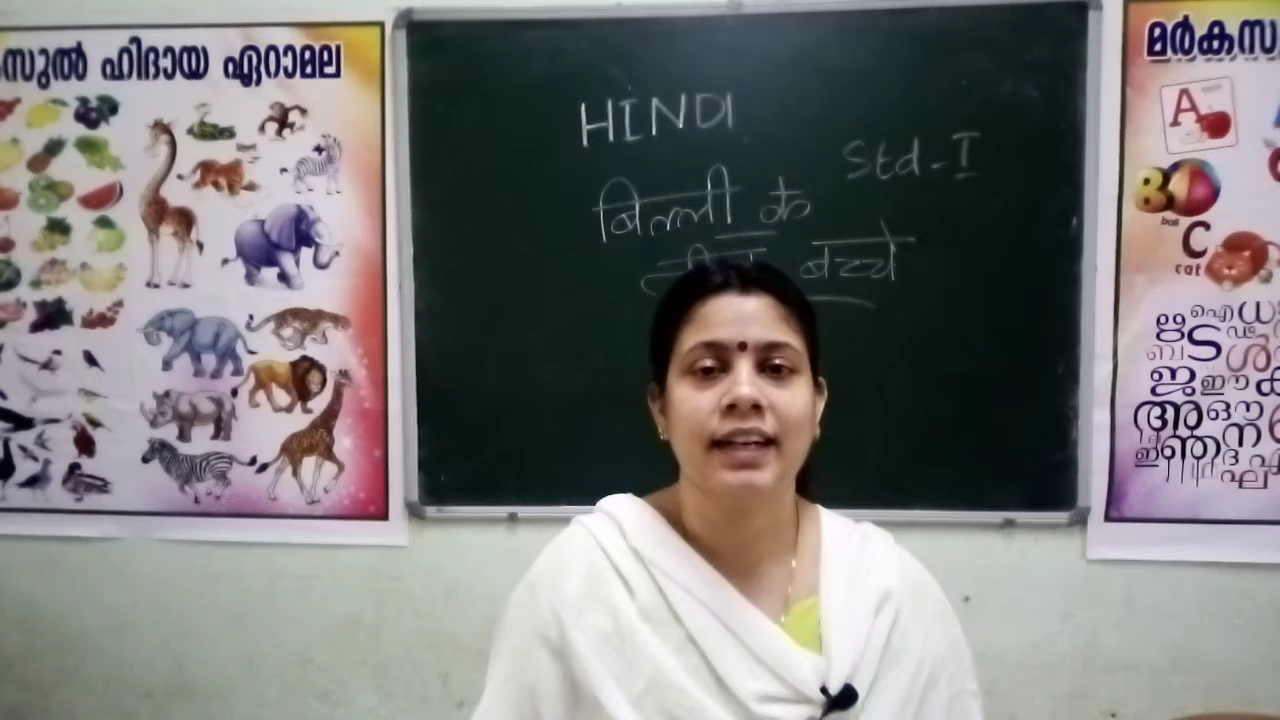 സുൽ ഹിദായ ഏറാമല
HINDI
Std-I
बिल्ली के
बच्चे
മർകസു
A
B
ball
C
cat
ഐ
ട
ജ
ഈ
അ
ഒ
ന
ഞ